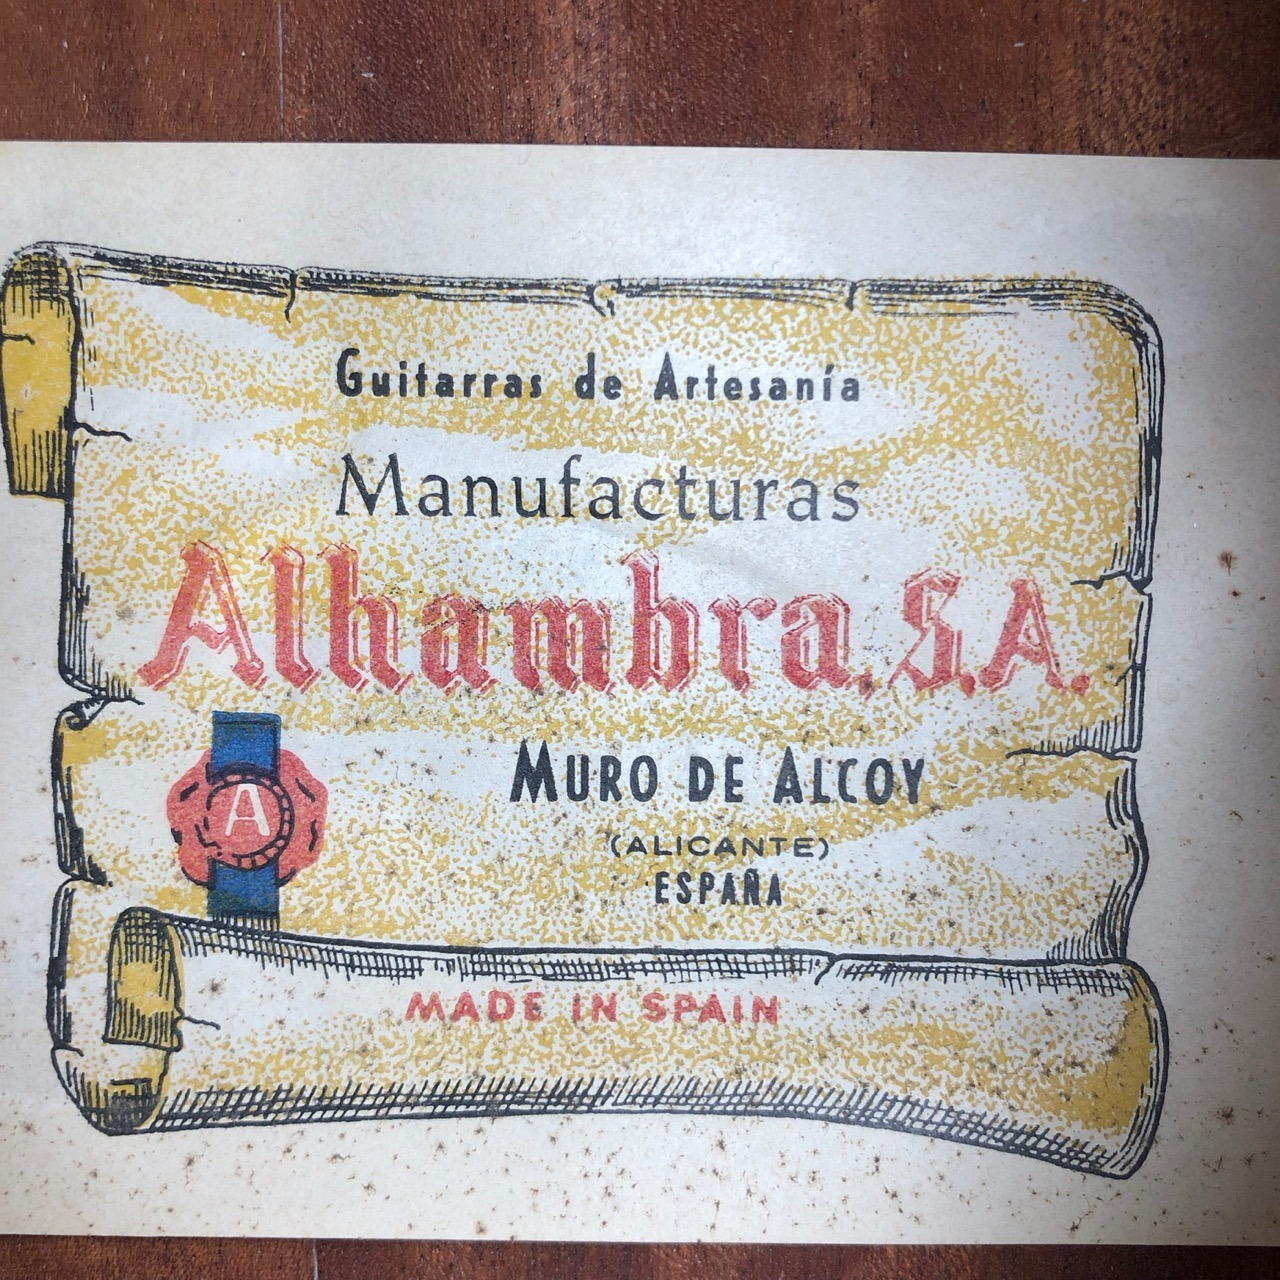 Guitarras de Artesanía
Manufacturas
Alhambra, S.A.
MURO DE ALCOY
(ALICANTE)
ESPAÑA
A
MADE IN SPAIN